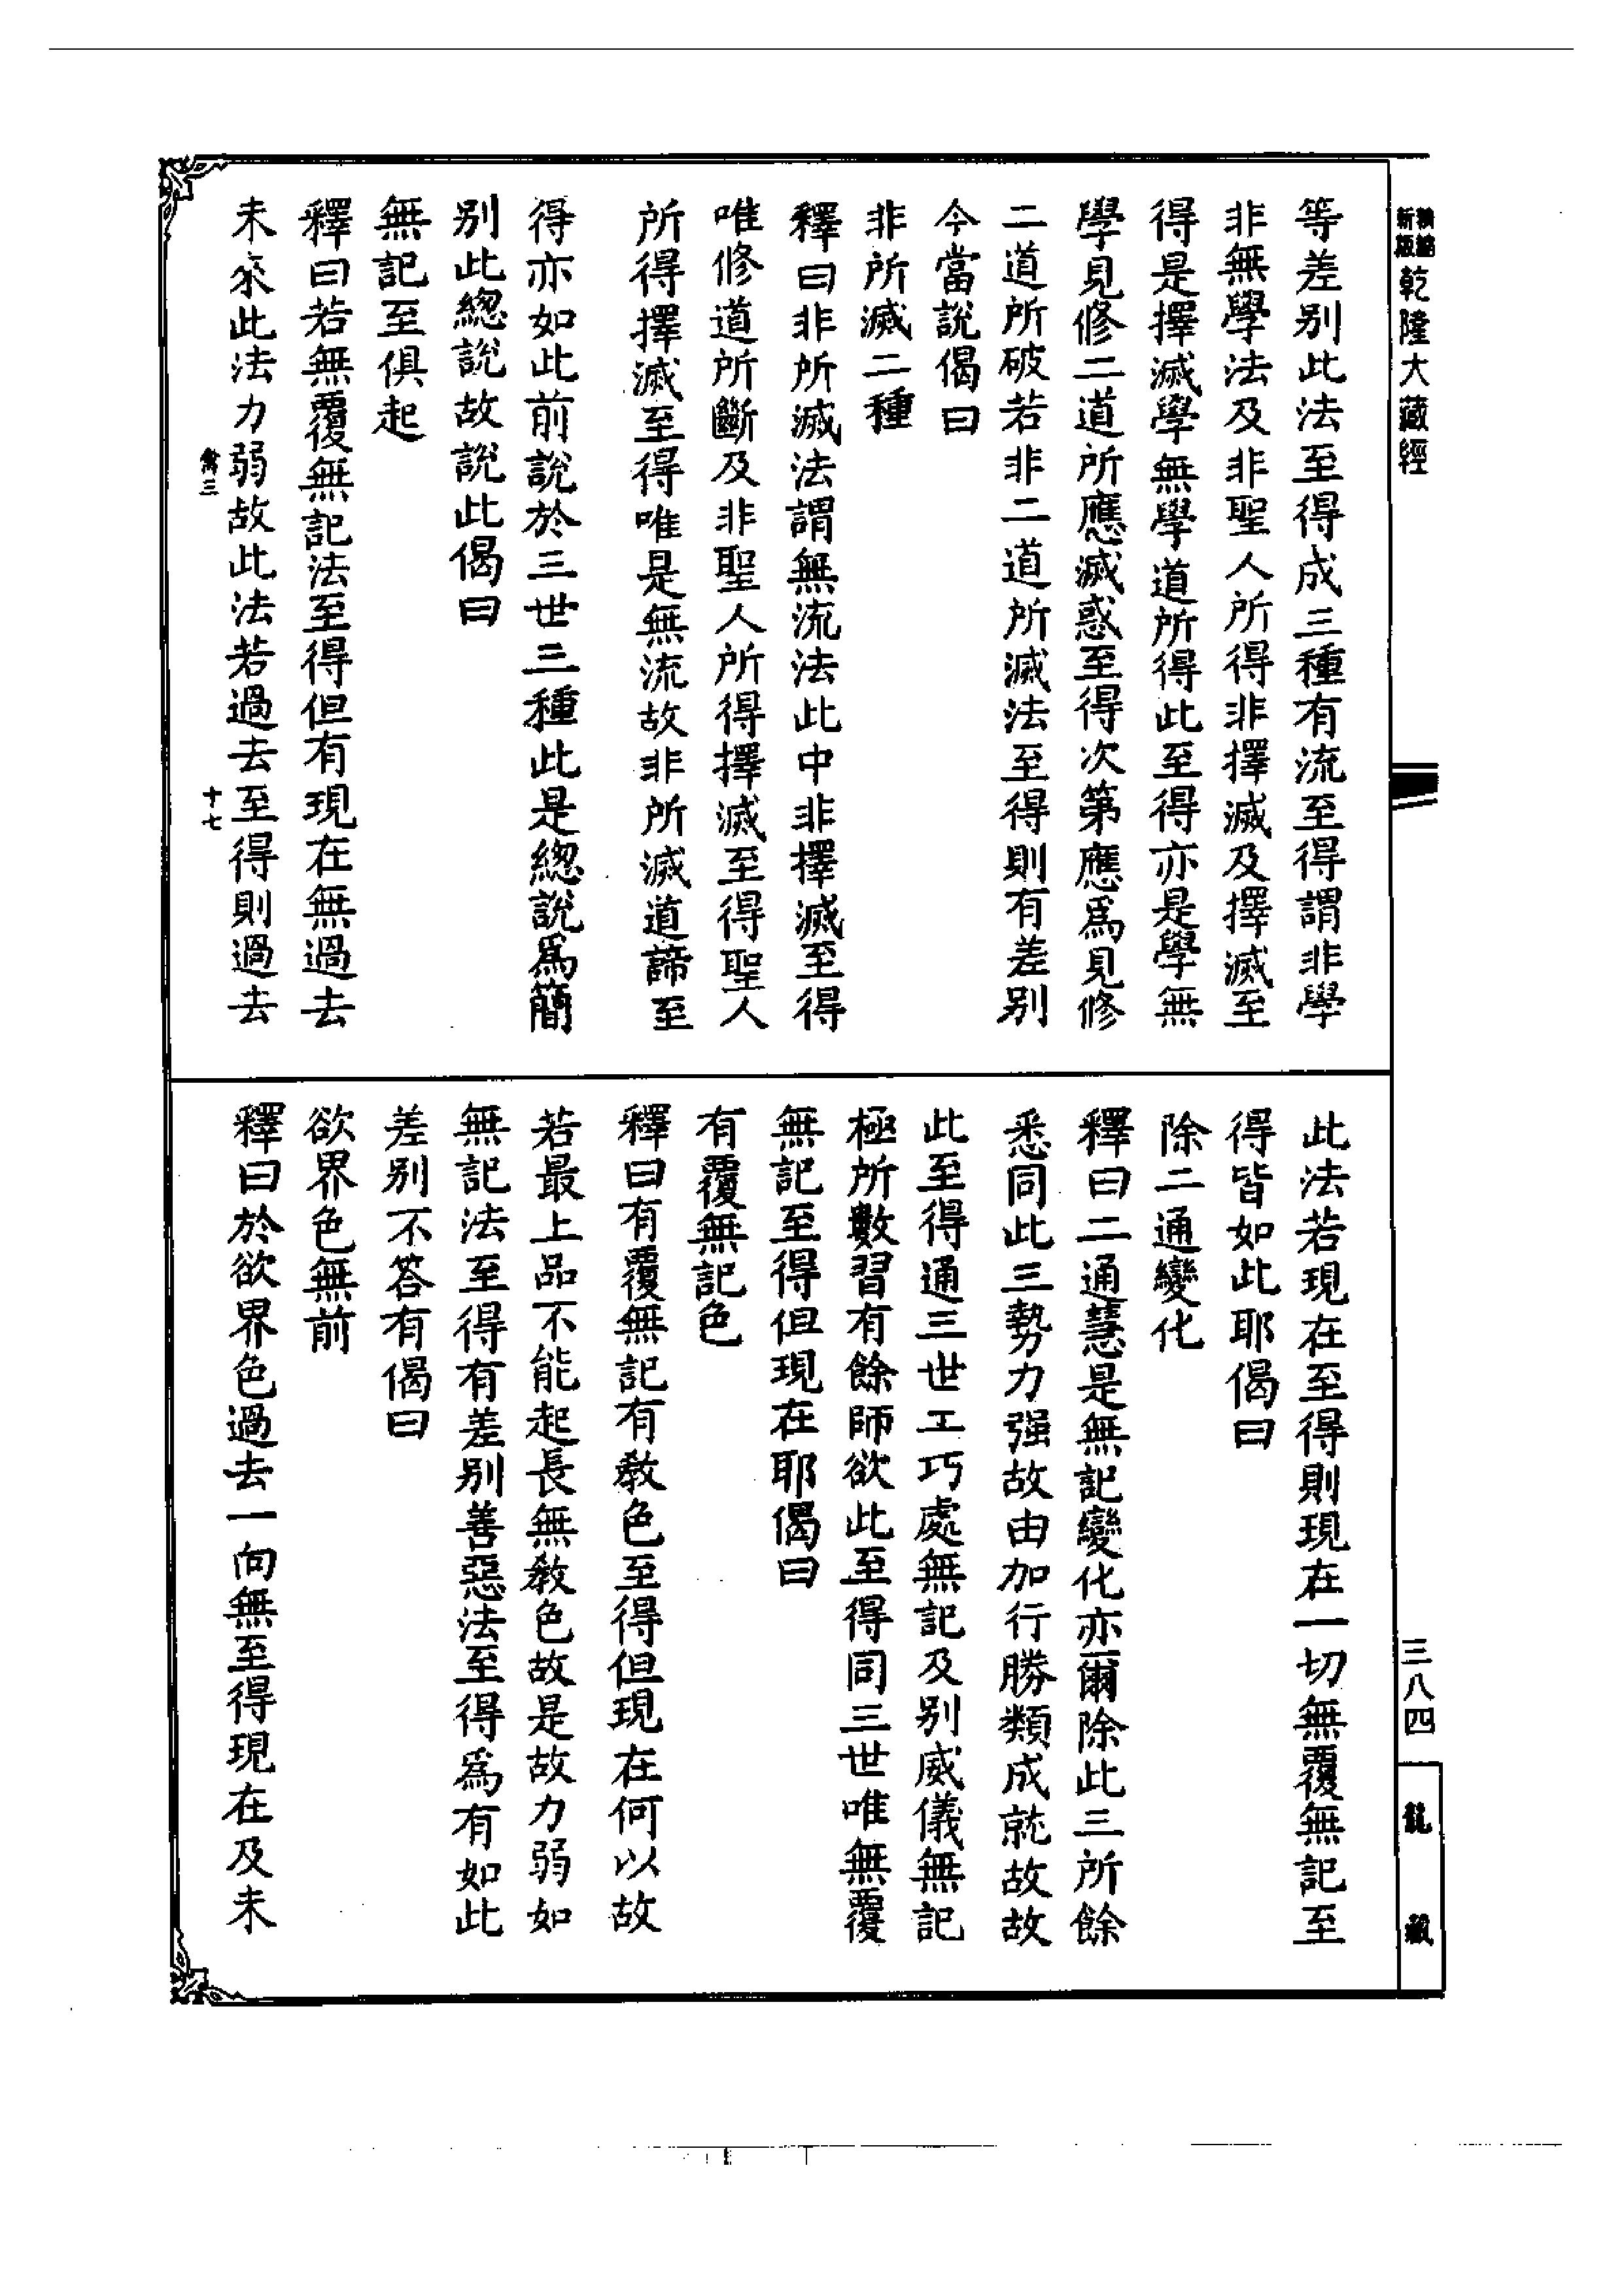 新版 精縮 乾隆大藏經
三八四
龍藏
等差别此法至得成三種有流至得謂非學
非無學法及非聖人所得非擇滅及擇滅至
得是擇滅學無學道所得此至得亦是學無
學見修二道所應滅惑至得次第應爲見修
二道所破若非二道所滅法至得則有差别
今當說偈曰
非所滅二種
釋曰非所滅法謂無流法此中非擇滅至得
唯修道所斷及非聖人所得擇滅至得聖人
所得擇滅至得唯是無流故非所滅道諦至
得亦如此前說於三世三種此是總說爲簡
别此總說故說此偈曰
無記至俱起
釋曰若無覆無記法至得但有現在無過去
未來此法力弱故此法若過去至得則過去
禽三 十七
此法若現在至得則現在一切無覆無記至
得皆如此耶偈曰
除二通變化
釋曰二通慧是無記變化亦爾除此三所餘
悉同此三勢力强故由加行勝類成就故故
此至得通三世工巧處無記及别威儀無記
極所數習有餘師欲此至得同三世唯無覆
無記至得但現在耶偈曰
有覆無記色
釋曰有覆無記有教色至得但現在何以故
若最上品不能起長無教色故是故力弱如
無記法至得有差别善惡法至得爲有如此
差别不答有偈曰
欲界色無前
釋曰於欲界色過去一向無至得現在及未